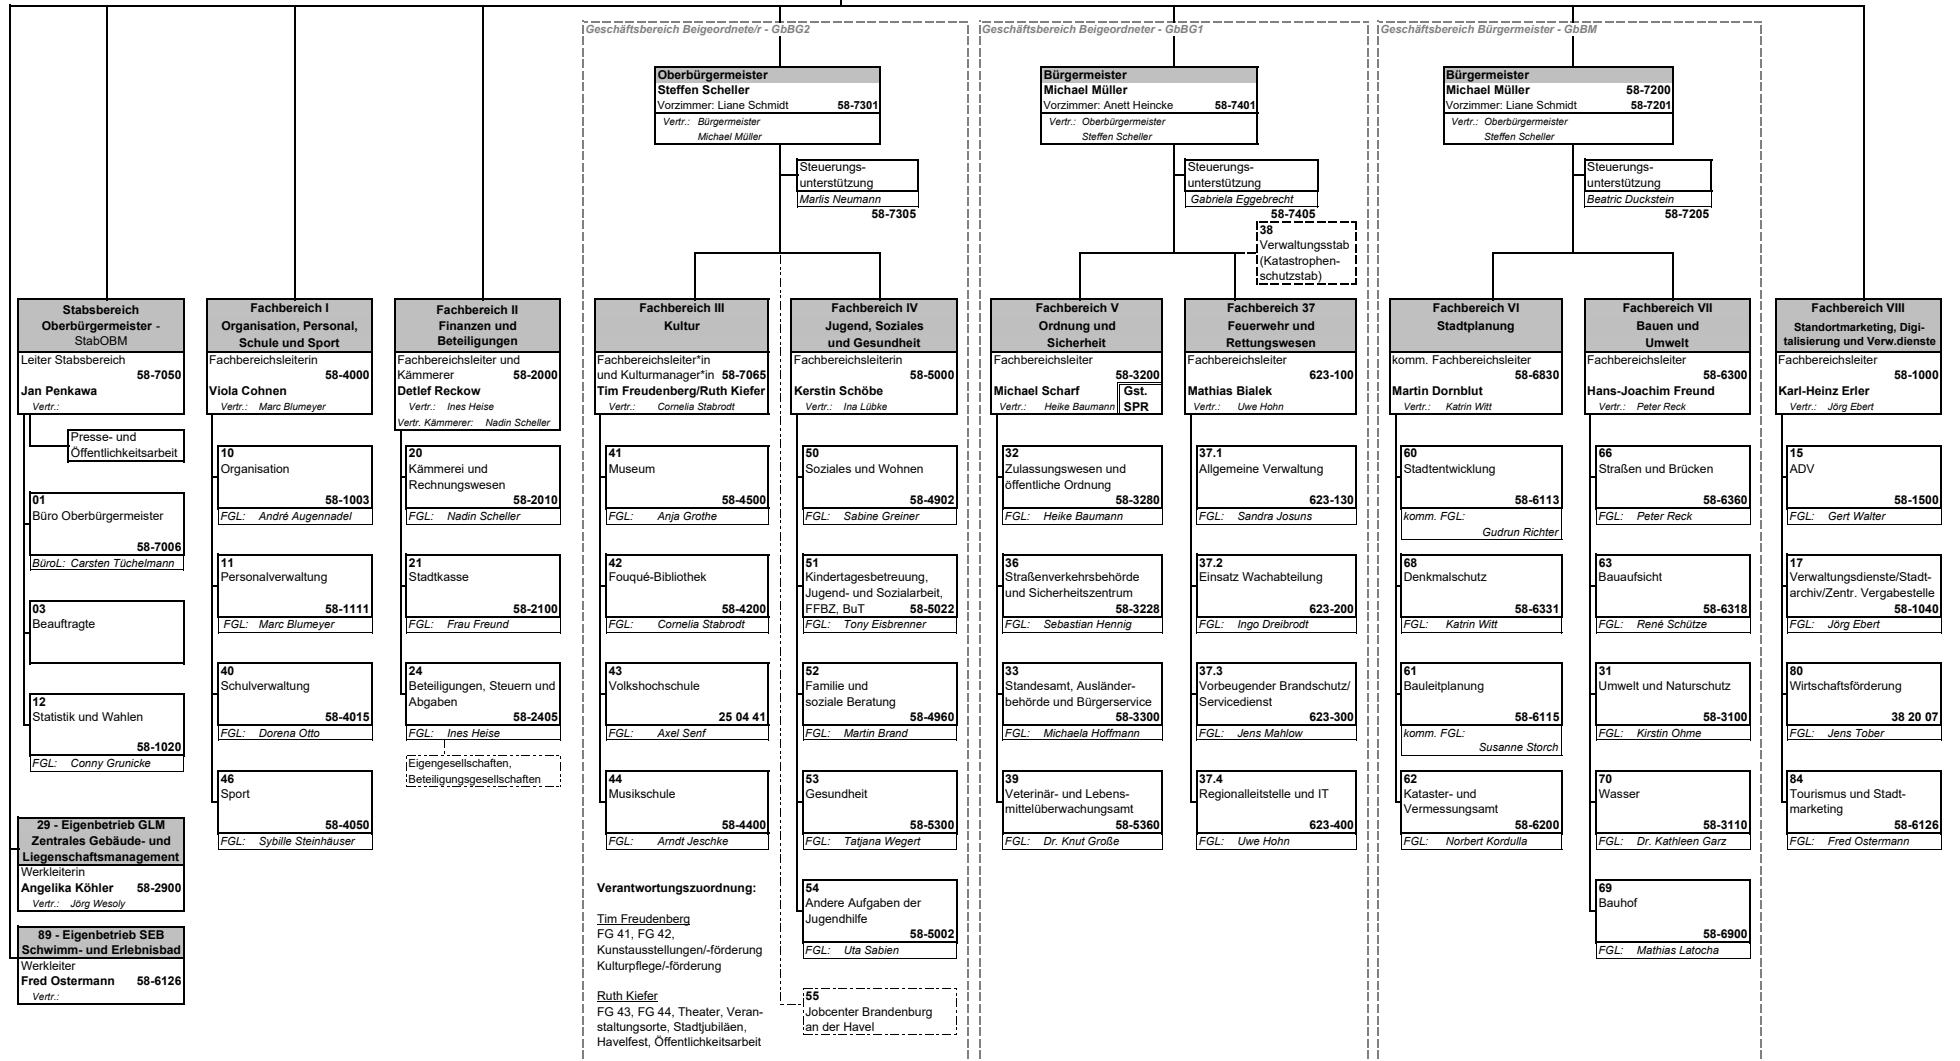 Geschäftsbereich Beigeordnete/r - GbBG2
Oberbürgermeister
Steffen Scheller
Vorzimmer: Liane Schmidt 58-7301
Vertr.: Bürgermeister
Michael Müller
Steuerungs-
unterstützung
Marlis Neumann
58-7305
Geschäftsbereich Beigeordneter - GbBG1
Bürgermeister
Michael Müller
Vorzimmer: Anett Heincke 58-7401
Vertr.: Oberbürgermeister
Steffen Scheller
Steuerungs-
unterstützung
Gabriela Eggebrecht
58-7405
38
Verwaltungsstab
(Katastrophen-
schutzstab)
Geschäftsbereich Bürgermeister - GbBM
Bürgermeister
Michael Müller 58-7200
Vorzimmer: Liane Schmidt 58-7201
Vertr.: Oberbürgermeister
Steffen Scheller
Steuerungs-
unterstützung
Beatric Duckstein
58-7205
Stabsbereich
Oberbürgermeister -
StabOBM
Leiter Stabsbereich
58-7050
Jan Penkawa
Vertr.:
Presse- und
Öffentlichkeitsarbeit
01
Büro Oberbürgermeister
58-7006
BüroL: Carsten Tüchelmann
03
Beauftragte
12
Statistik und Wahlen
58-1020
FGL: Conny Grunicke
29 - Eigenbetrieb GLM
Zentrales Gebäude- und
Liegenschaftsmanagement
Werkleiterin
Angelika Köhler 58-2900
Vertr.: Jörg Wesoly
89 - Eigenbetrieb SEB
Schwimm- und Erlebnisbad
Werkleiter
Fred Ostermann 58-6126
Vertr.:
Fachbereich I
Organisation, Personal,
Schule und Sport
Fachbereichsleiterin
58-4000
Viola Cohnen
Vertr.: Marc Blumeyer
10
Organisation
58-1003
FGL: André Augennadel
11
Personalverwaltung
58-1111
FGL: Marc Blumeyer
40
Schulverwaltung
58-4015
FGL: Dorena Otto
46
Sport
58-4050
FGL: Sybille Steinhäuser
Fachbereich II
Finanzen und
Beteiligungen
Fachbereichsleiter und
Kämmerer 58-2000
Detlef Reckow
Vertr.: Ines Heise
Vertr. Kämmerer: Nadin Scheller
20
Kämmerei und
Rechnungswesen
58-2010
FGL: Nadin Scheller
21
Stadtkasse
58-2100
FGL: Frau Freund
24
Beteiligungen, Steuern und
Abgaben
58-2405
FGL: Ines Heise
Eigengesellschaften,
Beteiligungsgesellschaften
Fachbereich III
Kultur
Fachbereichsleiter*in
und Kulturmanager*in 58-7065
Tim Freudenberg/Ruth Kiefer
Vertr.: Cornelia Stabrodt
41
Museum
58-4500
FGL: Anja Grothe
42
Fouqué-Bibliothek
58-4200
FGL: Cornelia Stabrodt
43
Volkshochschule
25 04 41
FGL: Axel Senf
44
Musikschule
58-4400
FGL: Arndt Jeschke
Verantwortungszuordnung:
Tim Freudenberg
FG 41, FG 42,
Kunstausstellungen/-förderung
Kulturpflege/-förderung
Ruth Kiefer
FG 43, FG 44, Theater, Veran-
staltungsorte, Stadtjubiläen,
Havelfest, Öffentlichkeitsarbeit
Fachbereich IV
Jugend, Soziales
und Gesundheit
Fachbereichsleiterin
58-5000
Kerstin Schöbe
Vertr.: Ina Lübke
50
Soziales und Wohnen
58-4902
FGL: Sabine Greiner
51
Kindertagesbetreuung,
Jugend- und Sozialarbeit,
FFBZ, BuT 58-5022
FGL: Tony Eisbrenner
52
Familie und
soziale Beratung
58-4960
FGL: Martin Brand
53
Gesundheit
58-5300
FGL: Tatjana Wegert
54
Andere Aufgaben der
Jugendhilfe
58-5002
FGL: Uta Sabien
55
Jobcenter Brandenburg
an der Havel
Fachbereich V
Ordnung und
Sicherheit
Fachbereichsleiter
58-3200
Michael Scharf Gst.
Vertr.: Heike Baumann SPR
32
Zulassungswesen und
öffentliche Ordnung
58-3280
FGL: Heike Baumann
36
Straßenverkehrsbehörde
und Sicherheitszentrum
58-3228
FGL: Sebastian Hennig
33
Standesamt, Ausländer-
behörde und Bürgerservice
58-3300
FGL: Michaela Hoffmann
39
Veterinär- und Lebens-
mittelüberwachungsamt
58-5360
FGL: Dr. Knut Große
Fachbereich 37
Feuerwehr und
Rettungswesen
Fachbereichsleiter
623-100
Mathias Bialek
Vertr.: Uwe Hohn
37.1
Allgemeine Verwaltung
623-130
FGL: Sandra Josuns
37.2
Einsatz Wachabteilung
623-200
FGL: Ingo Dreibrodt
37.3
Vorbeugender Brandschutz/
Servicedienst
623-300
FGL: Jens Mahlow
37.4
Regionalleitstelle und IT
623-400
FGL: Uwe Hohn
Fachbereich VI
Stadtplanung
komm. Fachbereichsleiter
58-6830
Martin Dornblut
Vertr.: Katrin Witt
60
Stadtentwicklung
58-6113
komm. FGL:
Gudrun Richter
68
Denkmalschutz
58-6331
FGL: Katrin Witt
61
Bauleitplanung
58-6115
komm. FGL:
Susanne Storch
62
Kataster- und
Vermessungsamt
58-6200
FGL: Norbert Kordulla
Fachbereich VII
Bauen und
Umwelt
Fachbereichsleiter
58-6300
Hans-Joachim Freund
Vertr.: Peter Reck
66
Straßen und Brücken
58-6360
FGL: Peter Reck
63
Bauaufsicht
58-6318
FGL: René Schütze
31
Umwelt und Naturschutz
58-3100
FGL: Kirstin Ohme
70
Wasser
58-3110
FGL: Dr. Kathleen Garz
69
Bauhof
58-6900
FGL: Mathias Latocha
Fachbereich VIII
Standortmarketing, Digi-
talisierung und Verw.dienste
Fachbereichsleiter
58-1000
Karl-Heinz Erler
Vertr.: Jörg Ebert
15
ADV
58-1500
FGL: Gert Walter
17
Verwaltungsdienste/Stadt-
archiv/Zentr. Vergabestelle
58-1040
FGL: Jörg Ebert
80
Wirtschaftsförderung
38 20 07
FGL: Jens Tober
84
Tourismus und Stadt-
marketing
58-6126
FGL: Fred Ostermann